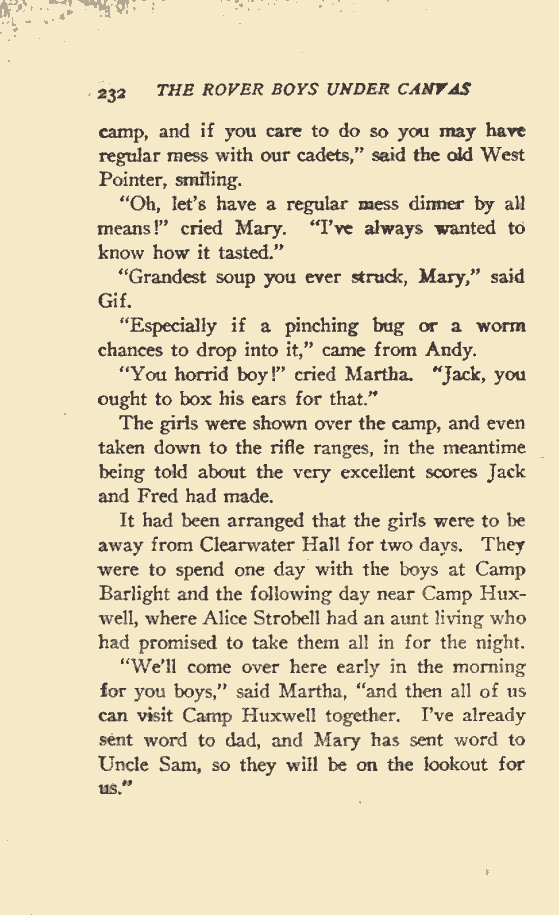 232 THE ROVER BOYS UNDER CANVAS
camp, and if you care to do so you may have
regular mess with our cadets,” said the old West
Pointer, smiling.
“Oh, let’s have a regular mess dinner by all
means!” cried Mary. “I’ve always wanted to
know how it tasted.”
“Grandest soup you ever struck, Mary,” said
Gif.
“Especially if a pinching bug or a worm
chances to drop into it,” came from Andy.
“You horrid boy!” cried Martha. “Jack, you
ought to box his ears for that.”
The girls were shown over the camp, and even
taken down to the rifle ranges, in the meantime
being told about the very excellent scores Jack
and Fred had made.
It had been arranged that the girls were to be
away from Clearwater Hall for two days. They
were to spend one day with the boys at Camp
Barlight and the following day near Camp Hux-
well, where Alice Strobell had an aunt living who
had promised to take them all in for the night.
“We’ll come over here early in the morning
for you boys,” said Martha, “and then all of us
can visit Camp Huxwell together. I’ve already
sent word to dad, and Mary has sent word to
Uncle Sam, so they will be on the lookout for
us.”